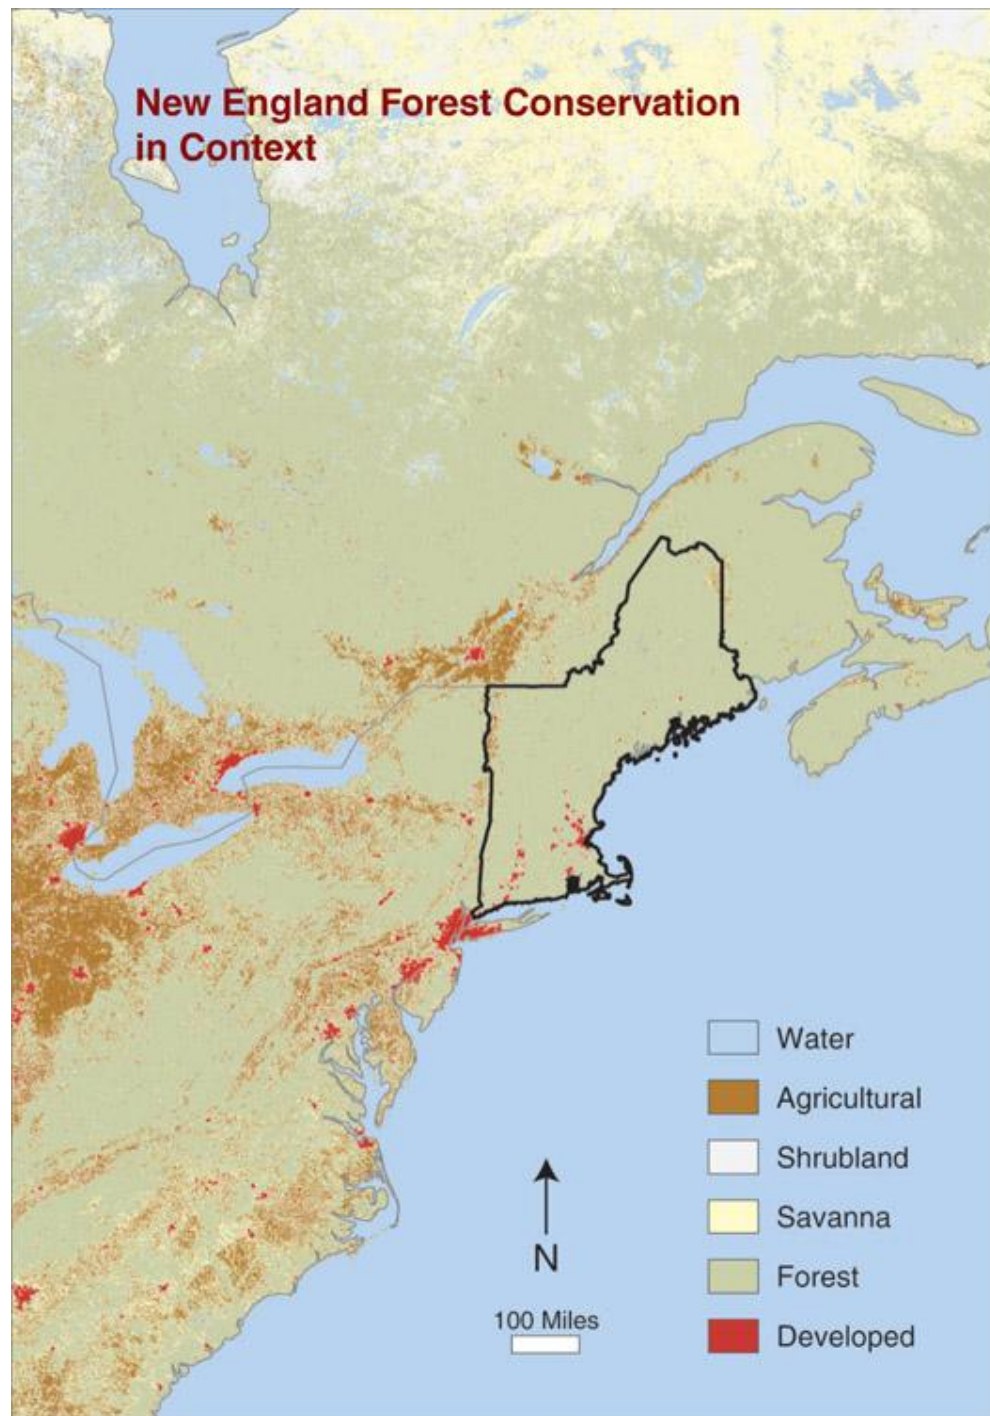 New England Forest Conservation
in Context
Water
Agricultural
Shrubland
Savanna
Forest
Developed
N
100 Miles